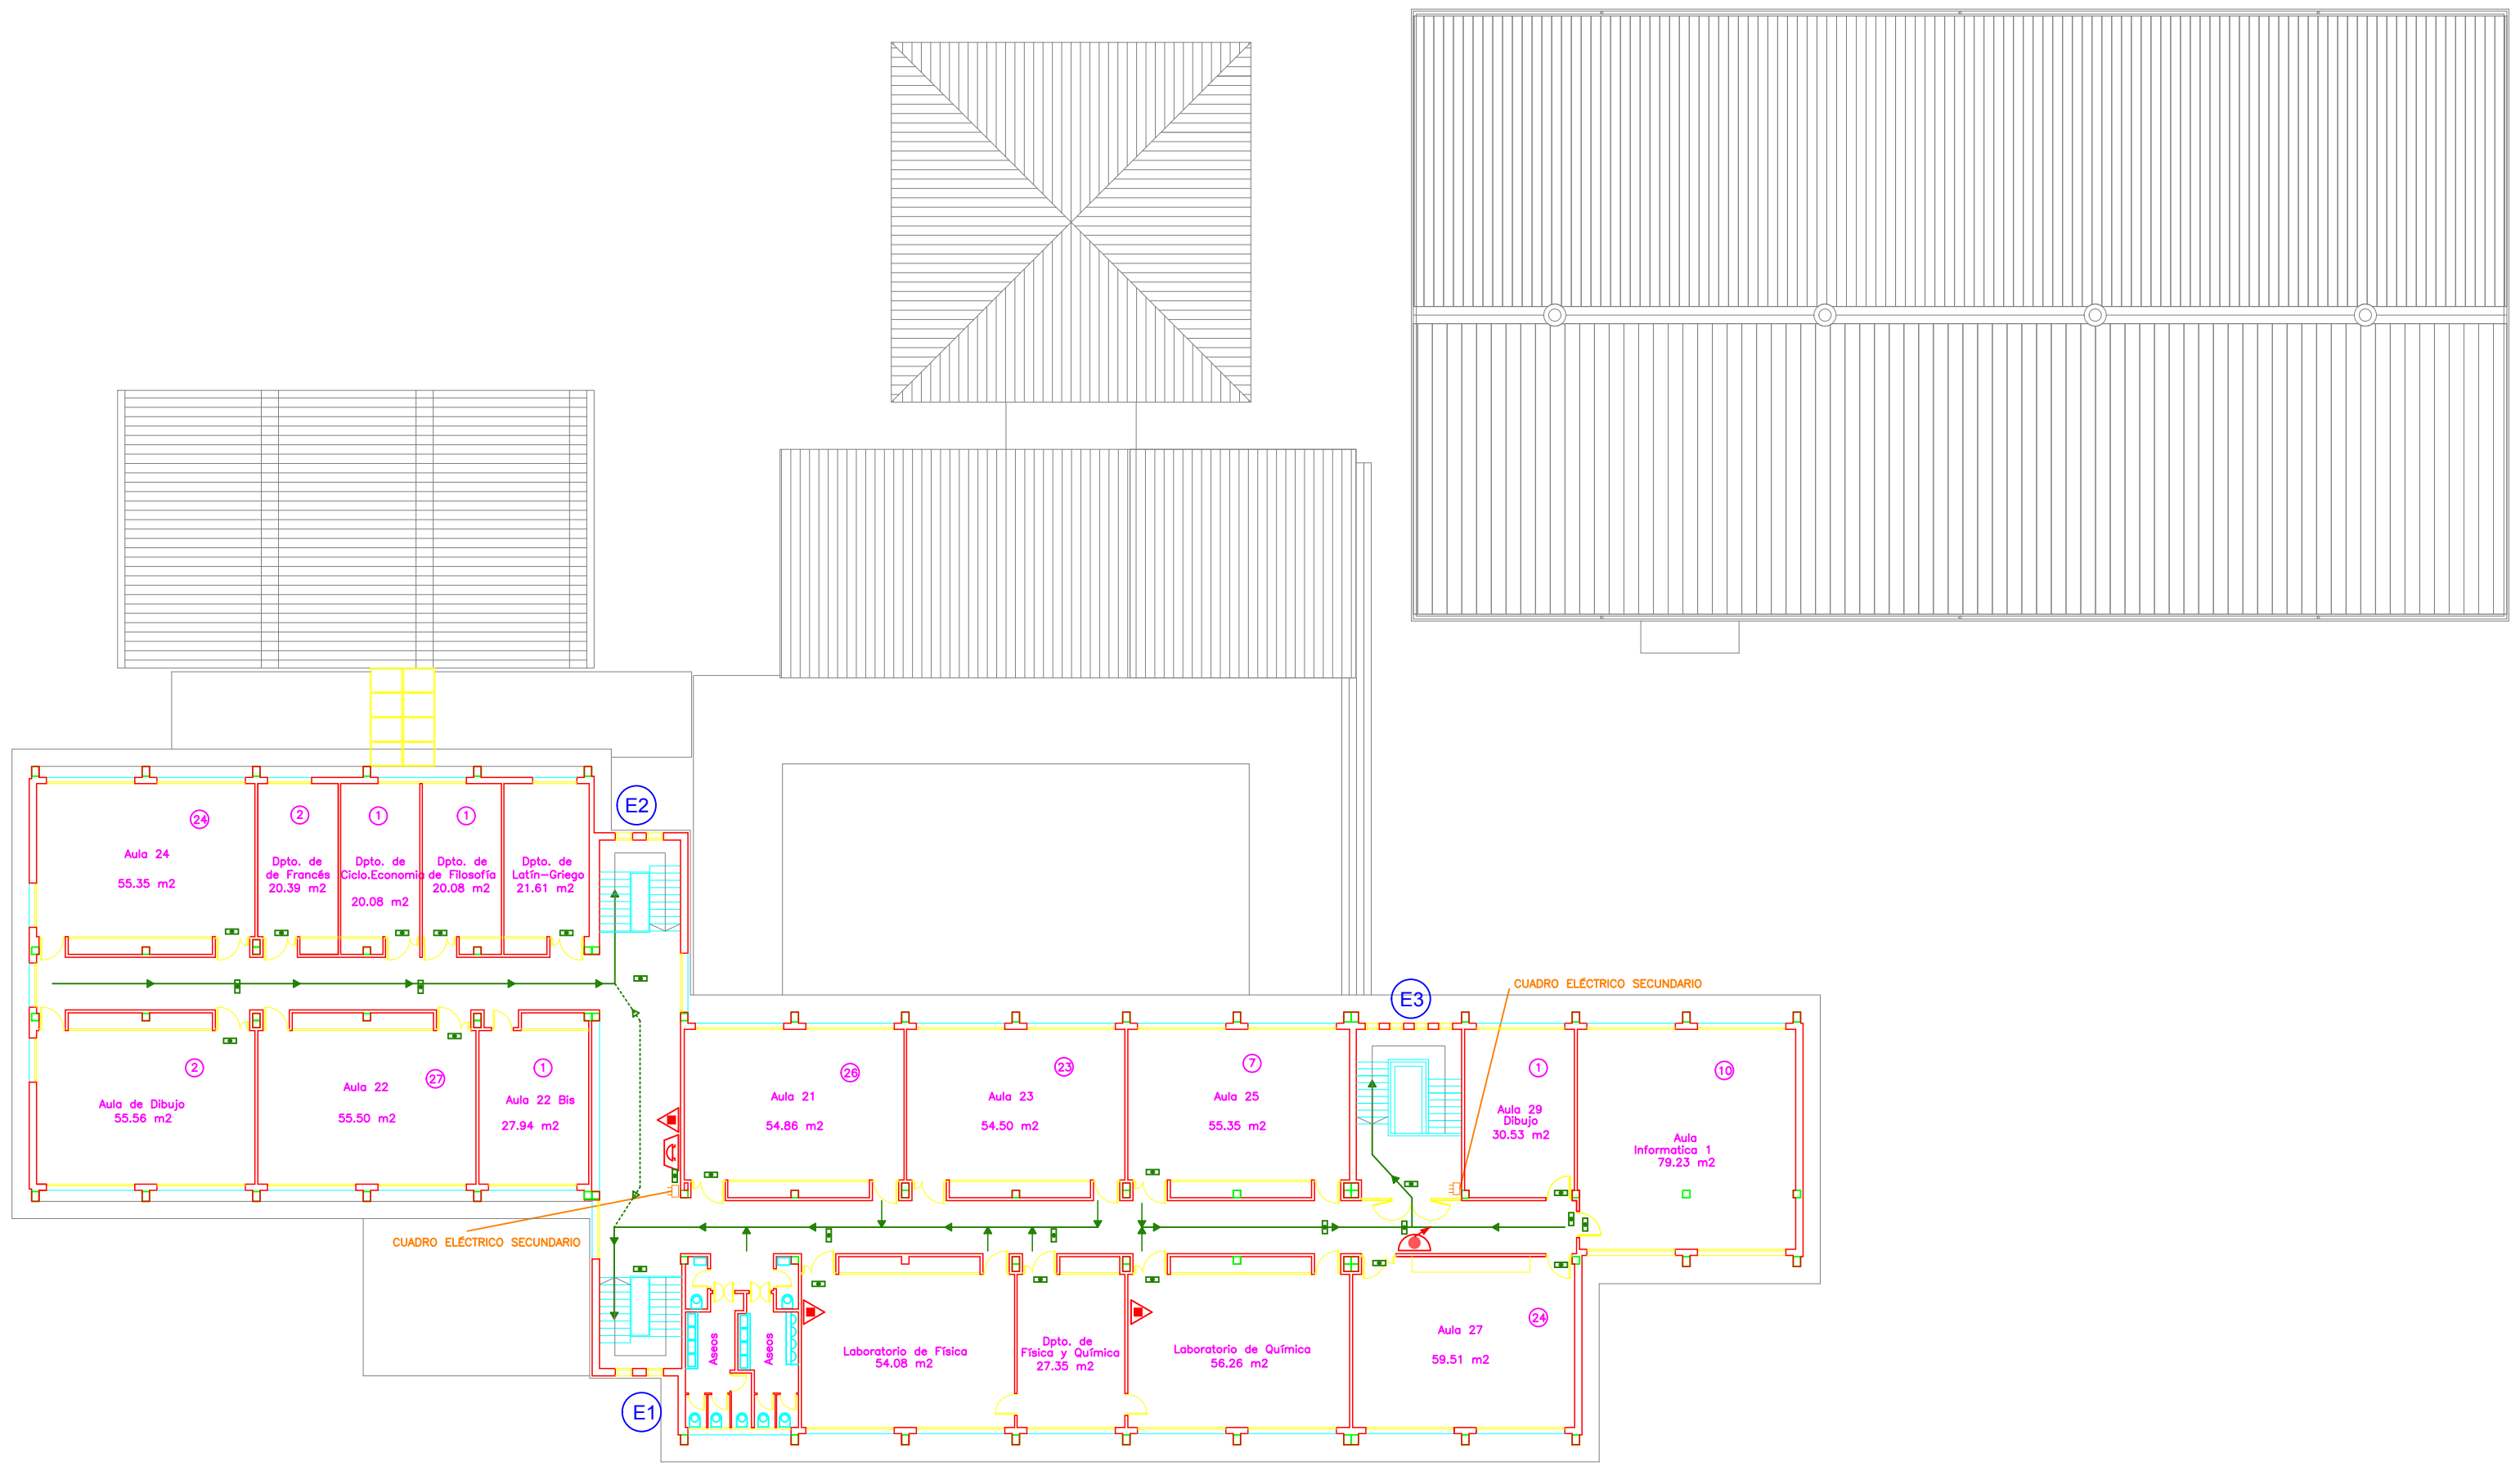 E2
24
2
1
1
Aula 24
55.35 m2
Dpto. de
de Francés
20.39 m2
Dpto. de
Ciclo.Economia
20.08 m2
Dpto. de
de Filosofía
20.08 m2
Dpto. de
Latín-Griego
21.61 m2
E3
CUADRO ELÉCTRICO SECUNDARIO
2
Aula de Dibujo
55.56 m2
27
Aula 22
55.50 m2
1
Aula 22 Bis
27.94 m2
26
Aula 21
54.86 m2
23
Aula 23
54.50 m2
7
Aula 25
55.35 m2
1
Aula 29
Dibujo
30.53 m2
10
Aula
Informatica 1
79.23 m2
CUADRO ELÉCTRICO SECUNDARIO
E1
Aseos
Aseos
Laboratorio de Física
54.08 m2
Dpto. de
Física y Química
27.35 m2
Laboratorio de Química
56.26 m2
24
Aula 27
59.51 m2